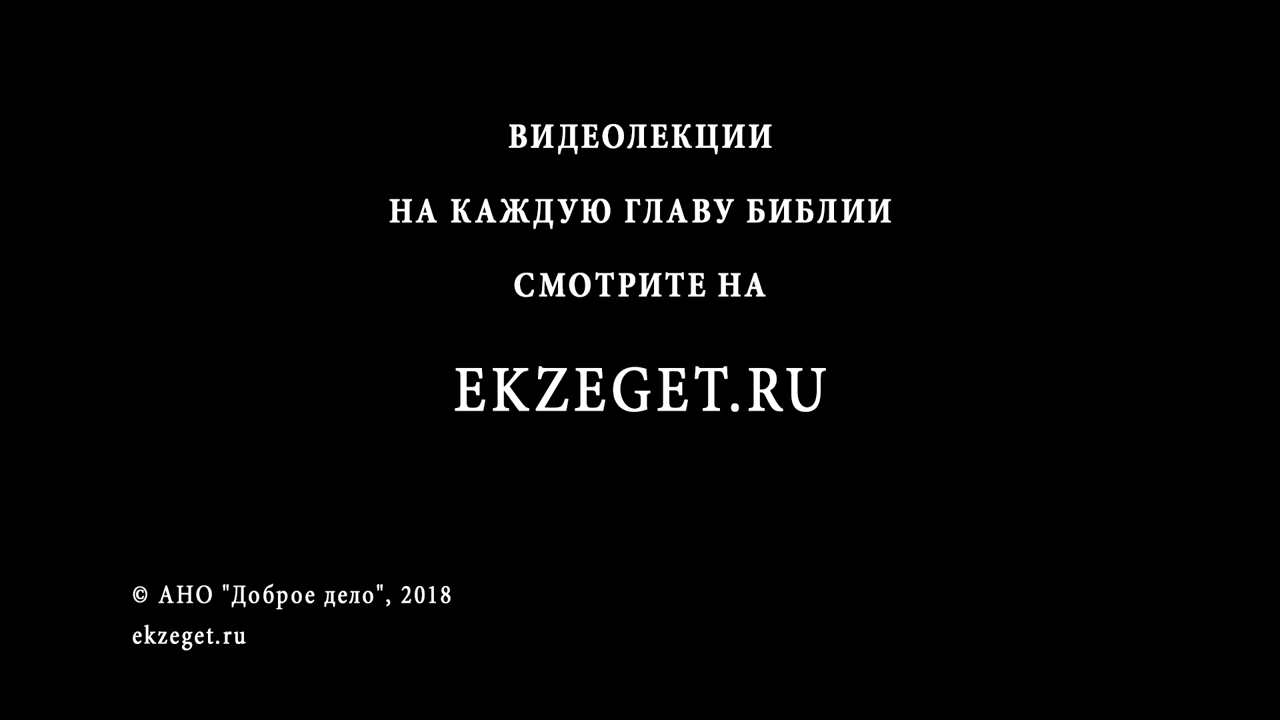 ВИДЕОЛЕКЦИИ
НА КАЖДУЮ ГЛАВУ БИБЛИИ
СМОТРИТЕ НА
EKZEGET.RU
© АНО "Доброе дело", 2018
ekzeget.ru